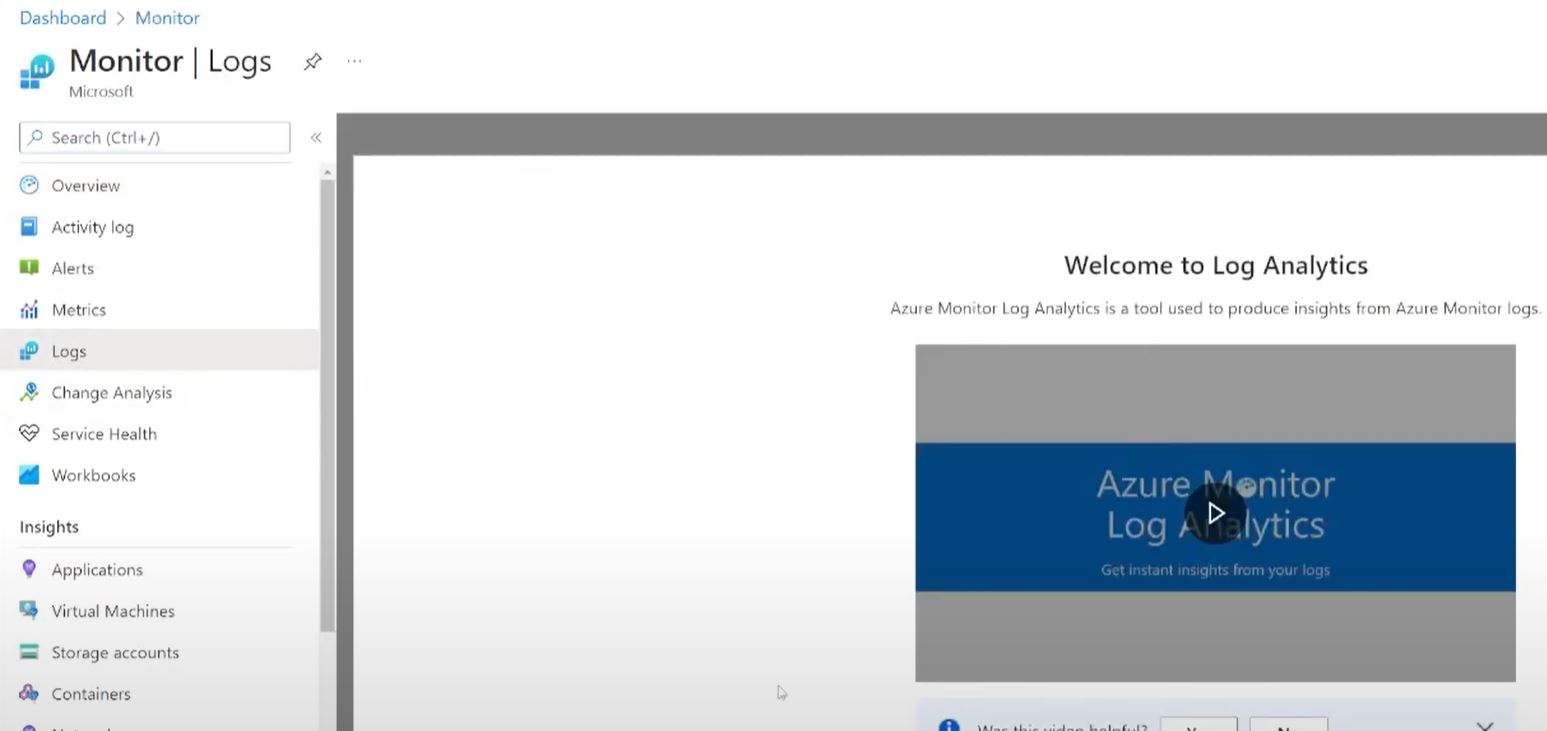 Dashboard > Monitor
Monitor | Logs
...
Microsoft
Search (Ctrl+/)
«
Overview
Activity log
Alerts
Metrics
Logs
Change Analysis
Service Health
Workbooks
Insights
Applications
Virtual Machines
Storage accounts
Containers
Welcome to Log Analytics
Azure Monitor Log Analytics is a tool used to produce insights from Azure Monitor logs.
Azure Monitor
Log Analytics
Get instant insights from your logs
Was this video helpful?